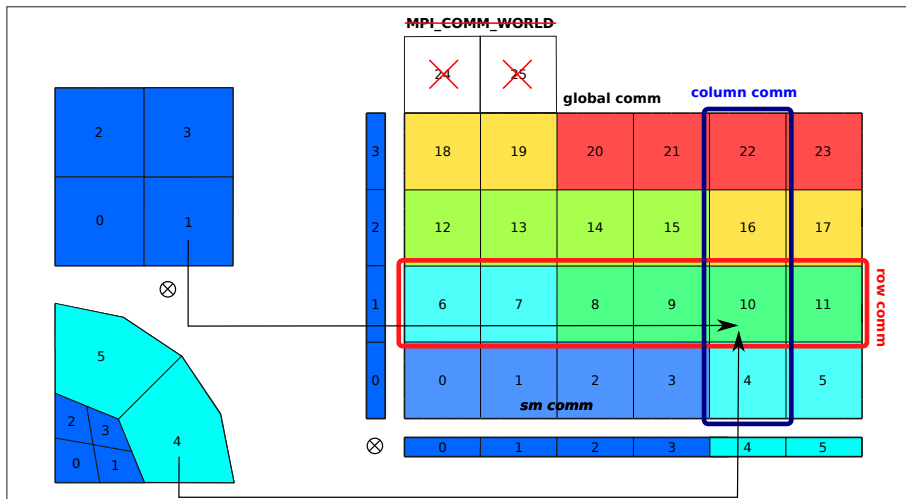 MPI_COMM_WORLD
24 25
global comm
column comm
2 3
0 1
3
2
1
0
18 19 20 21 22 23
12 13 14 15 16 17
6 7 8 9 10 11
0 1 2 3 4 5
row comm
sm comm
0 1 2 3 4 5
5
4
2 3
0 1